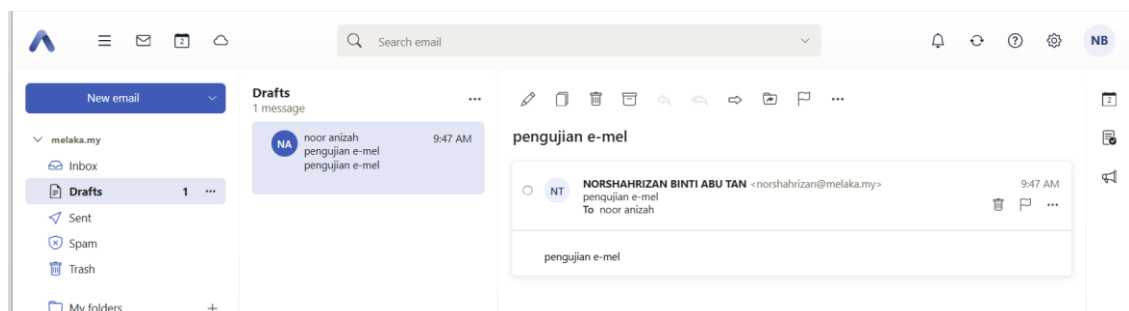 2
Search email
NB
New email
melaka.my
Inbox
Drafts 1
Sent
Spam
Trash
My folders
Drafts
1 message
NA
noor anizah 9:47 AM
pengujian e-mel
pengujian e-mel
pengujian e-mel
NT
NORSHAHRIZAN BINTI ABU TAN <norshahrizan@melaka.my> 9:47 AM
pengujian e-mel
To noor anizah
pengujian e-mel
2